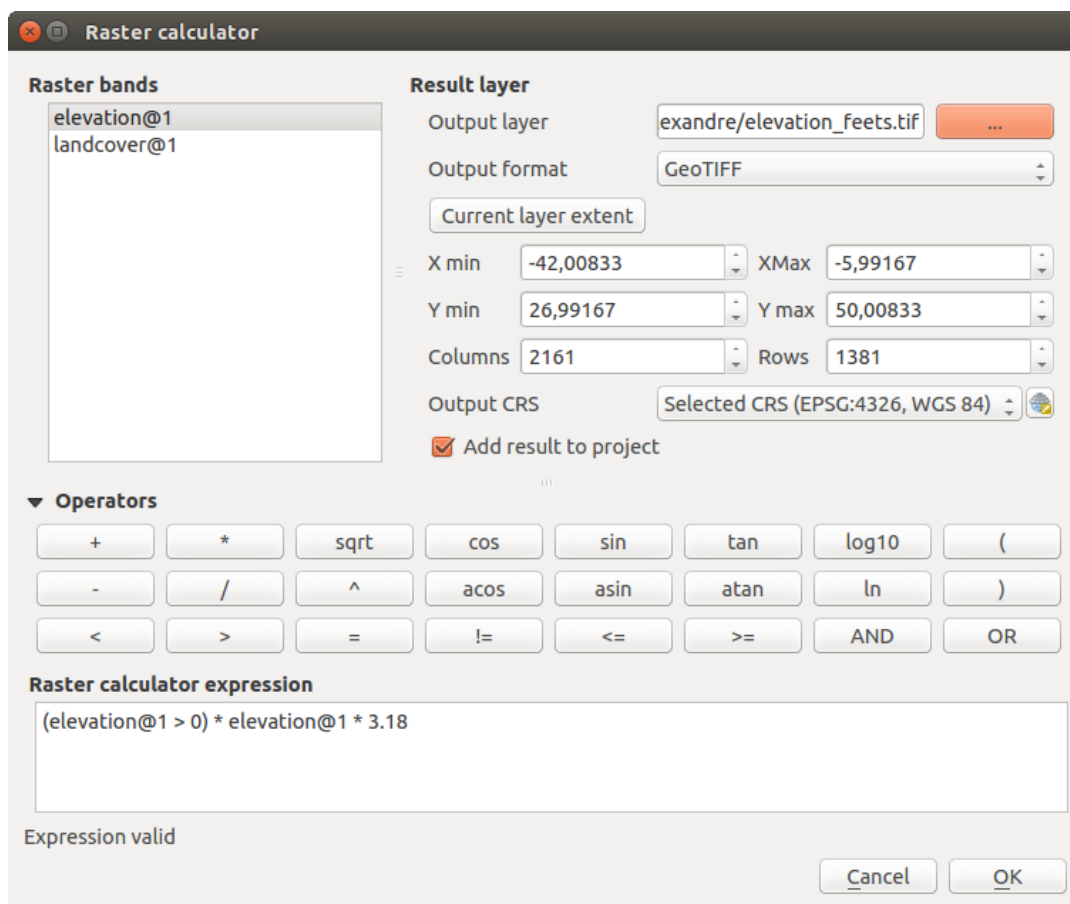 Raster calculator
Raster bands
elevation@1
landcover@1
Result layer
Output layer exandre/elevation_feets.tif ...
Output format GeoTIFF
Current layer extent
X min -42,00833 XMax -5,99167
Y min 26,99167 Y max 50,00833
Columns 2161 Rows 1381
Output CRS Selected CRS (EPSG:4326, WGS 84)
Add result to project
Operators
+ * sqrt cos sin tan log10 (
- / ^ acos asin atan ln )
< > = != <= >= AND OR
Raster calculator expression
(elevation@1 > 0) * elevation@1 * 3.18
Expression valid
Cancel OK